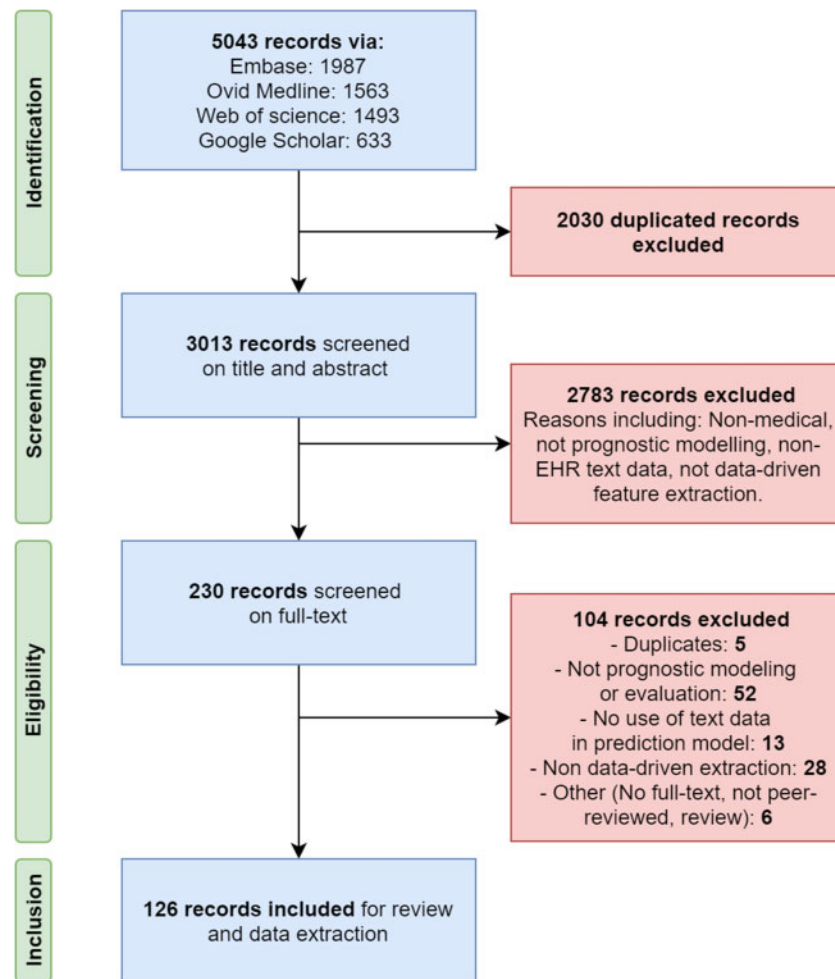 Identification
5043 records via:
Embase: 1987
Ovid Medline: 1563
Web of science: 1493
Google Scholar: 633
2030 duplicated records
excluded
Screening
3013 records screened
on title and abstract
2783 records excluded
Reasons including: Non-medical,
not prognostic modelling, non-
EHR text data, not data-driven
feature extraction.
Eligibility
230 records screened
on full-text
104 records excluded
- Duplicates: 5
- Not prognostic modeling
or evaluation: 52
- No use of text data
in prediction model: 13
- Non data-driven extraction: 28
- Other (No full-text, not peer-
reviewed, review): 6
Inclusion
126 records included for review
and data extraction